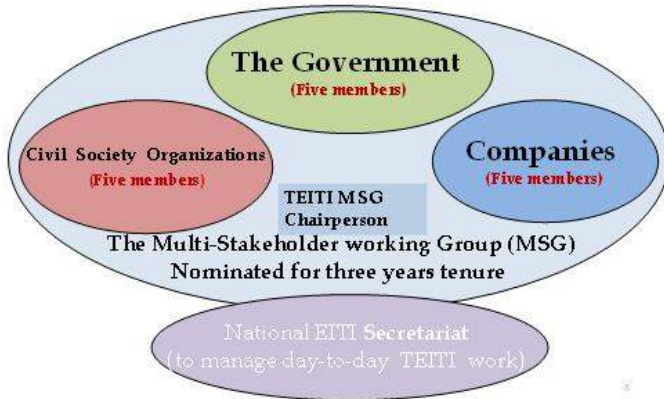 The Government
(Five members)
Civil Society Organizations
(Five members)
Companies
(Five members)
TEITI MSG
Chairperson
The Multi-Stakeholder working Group (MSG)
Nominated for three years tenure
National EITI Secretariat
(to manage day-to-day TEITI work)
8